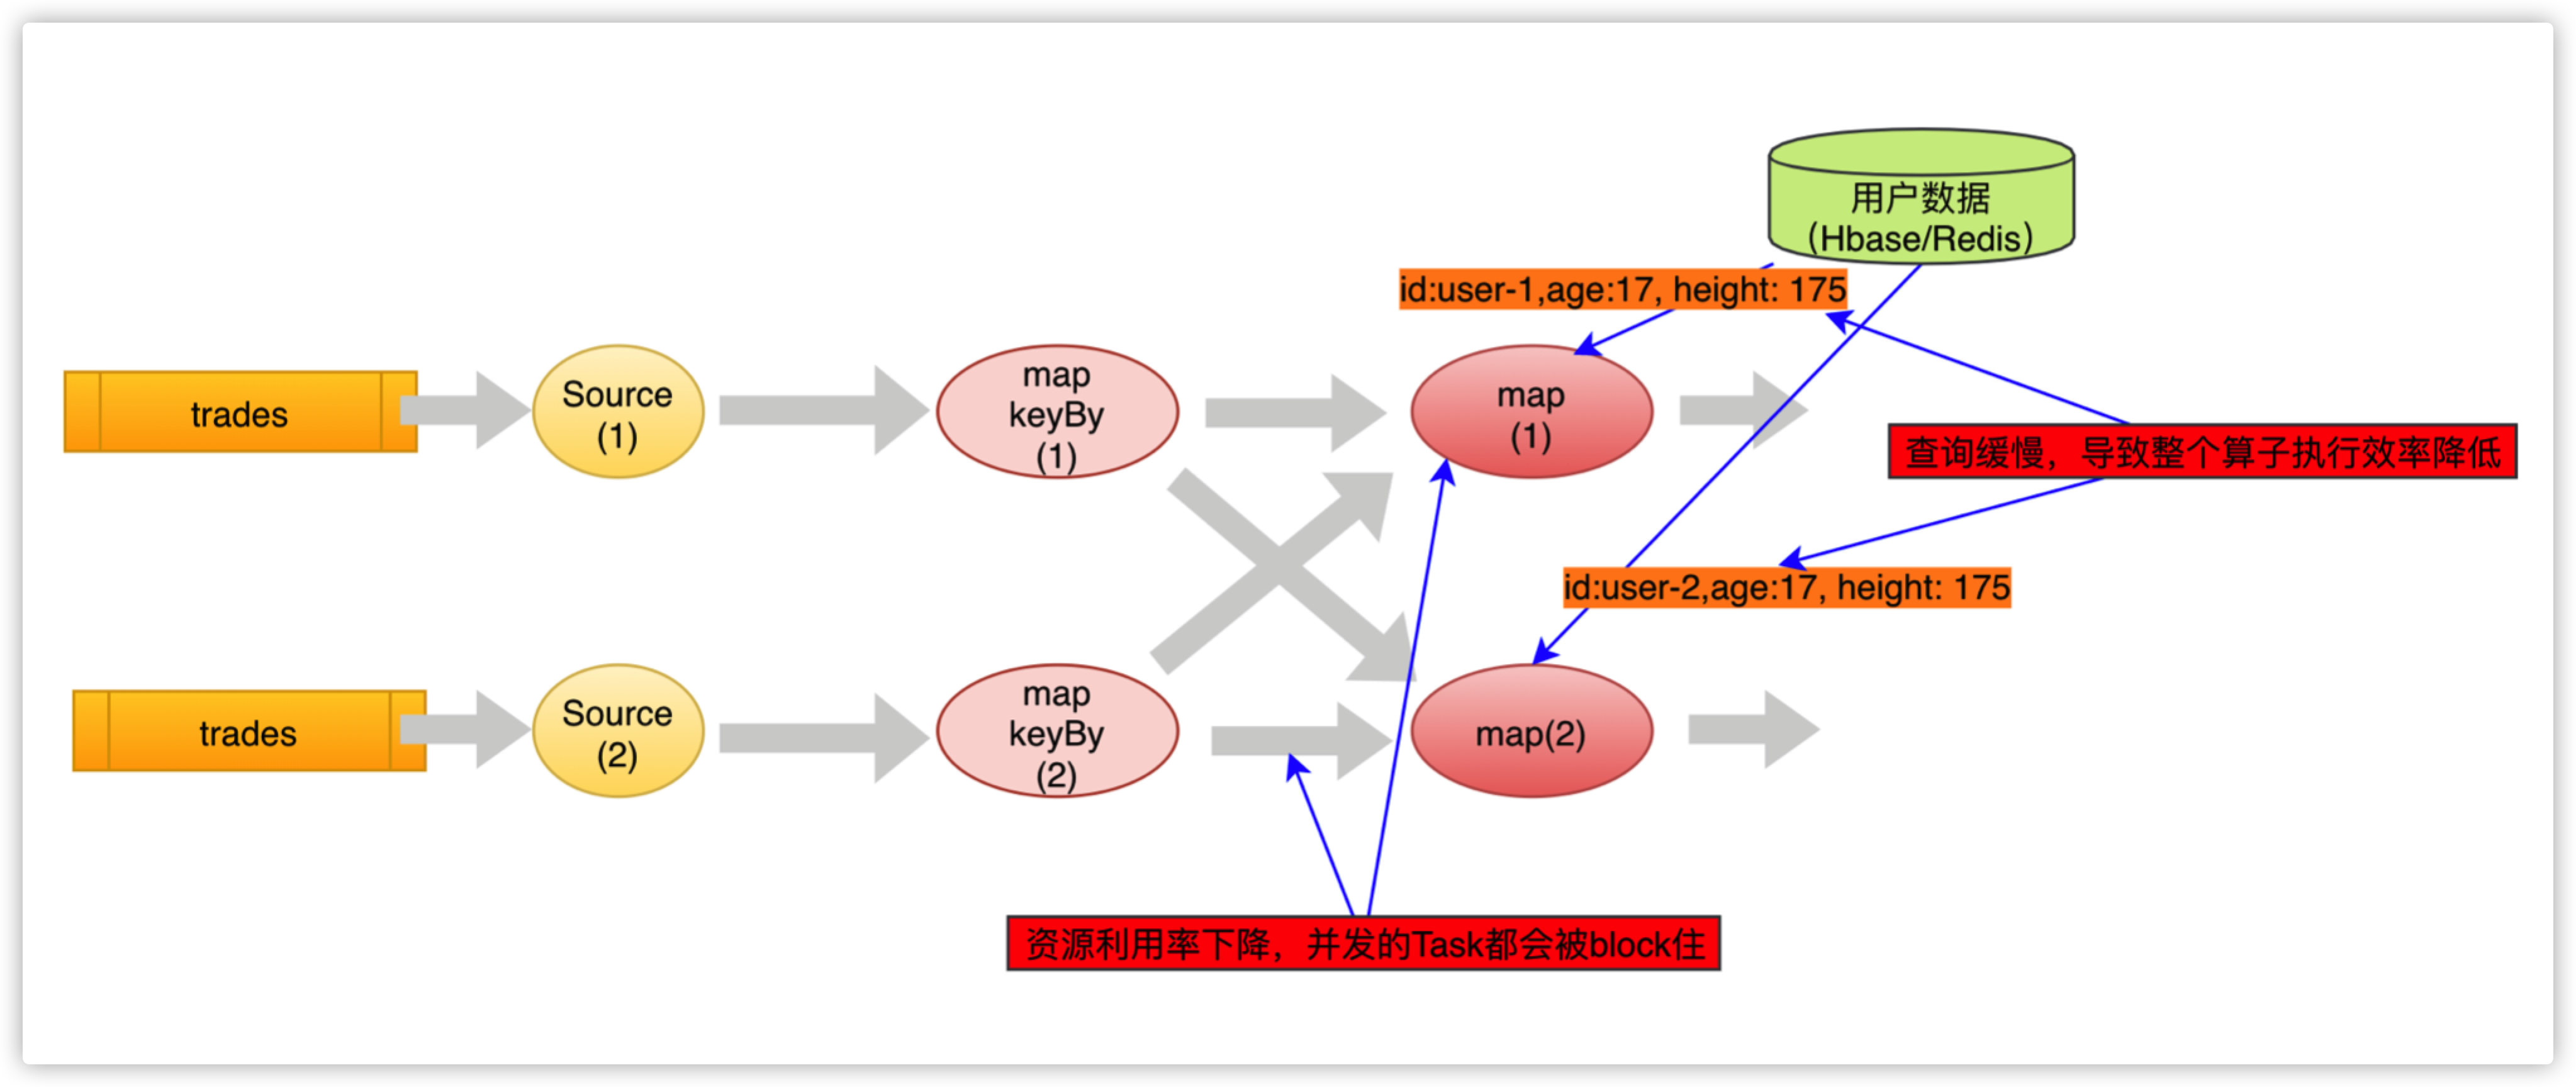 用户数据
（Hbase/Redis）
id:user-1,age:17, height: 175
trades
Source
(1)
map
keyBy
(1)
map
(1)
查询缓慢，导致整个算子执行效率降低
id:user-2,age:17, height: 175
trades
Source
(2)
map
keyBy
(2)
map(2)
资源利用率下降，并发的Task都会被block住